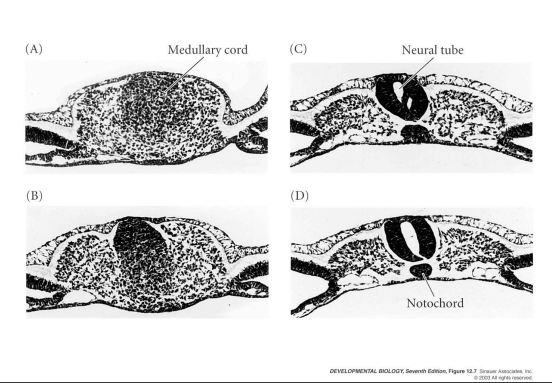 (A)
Medullary cord
(C)
Neural tube
(B)
(D)
Notochord
DEVELOPMENTAL BIOLOGY, Seventh Edition, Figure 12.7 Sinauer Associates, Inc.
© 2003 All rights reserved.